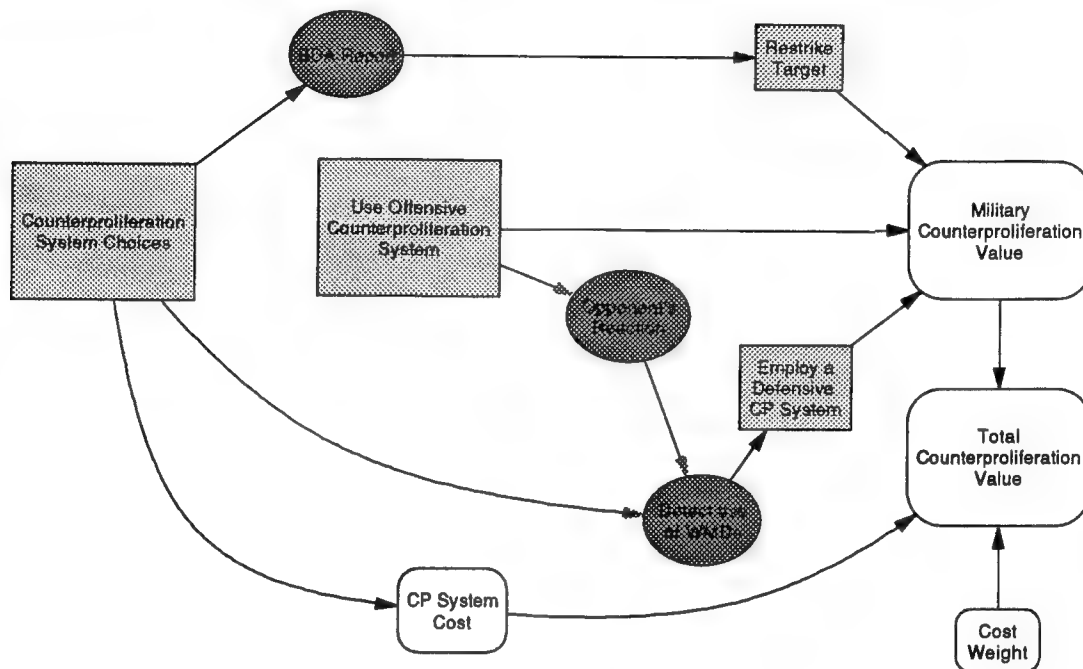 BDA Report
Restrike
Target
Counterproliferation
System Choices
Use Offensive
Counterproliferation
System
Military
Counterproliferation
Value
Opponent's
Reaction
Employ a
Defensive
CP System
Total
Counterproliferation
Value
Detect use
of WMD
CP System
Cost
Cost
Weight